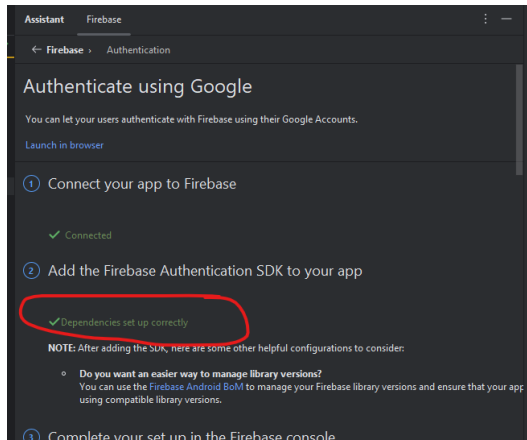 Assistant Firebase
← Firebase › Authentication
Authenticate using Google
You can let your users authenticate with Firebase using their Google Accounts.
Launch in browser
1 Connect your app to Firebase
✓ Connected
2 Add the Firebase Authentication SDK to your app
✓ Dependencies set up correctly
NOTE: After adding the SDK, here are some other helpful configurations to consider:
Do you want an easier way to manage library versions?
You can use the Firebase Android BoM to manage your Firebase library versions and ensure that your app
using compatible library versions.
3 Complete your set up in the Firebase console